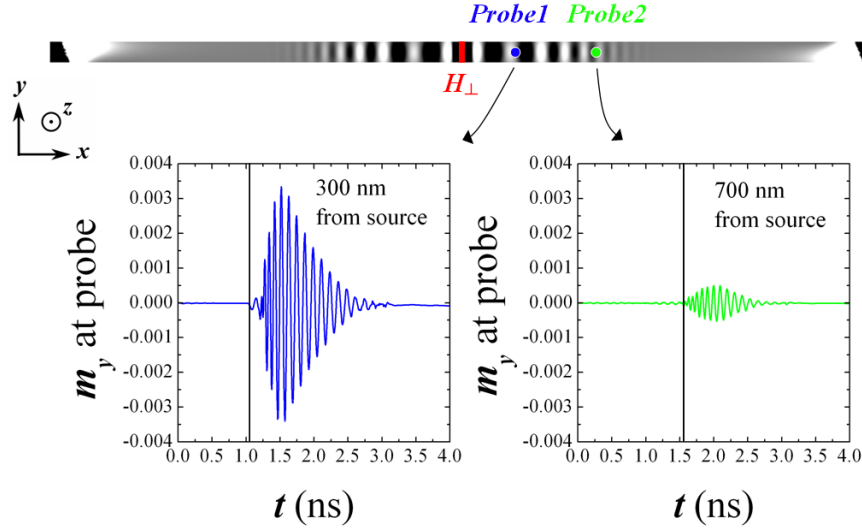 Probe1 Probe2
H⊥
y
z
x
0.004
0.003
0.002
0.001
0.000
-0.001
-0.002
-0.003
-0.004
300 nm
from source
m_y at probe
0.0 0.5 1.0 1.5 2.0 2.5 3.0 3.5 4.0
t (ns)
0.004
0.003
0.002
0.001
0.000
-0.001
-0.002
-0.003
-0.004
700 nm
from source
m_y at probe
0.0 0.5 1.0 1.5 2.0 2.5 3.0 3.5 4.0
t (ns)